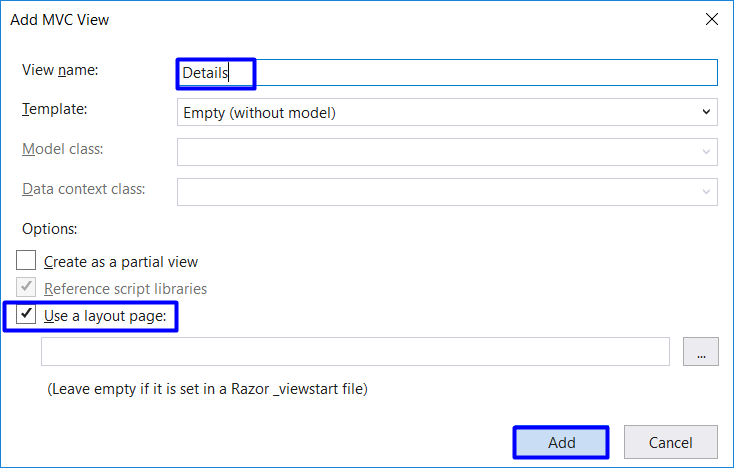 Add MVC View
View name:
Details
Template:
Empty (without model)
Model class:
Data context class:
Options:
Create as a partial view
Reference script libraries
Use a layout page:
...
(Leave empty if it is set in a Razor _viewstart file)
Add
Cancel